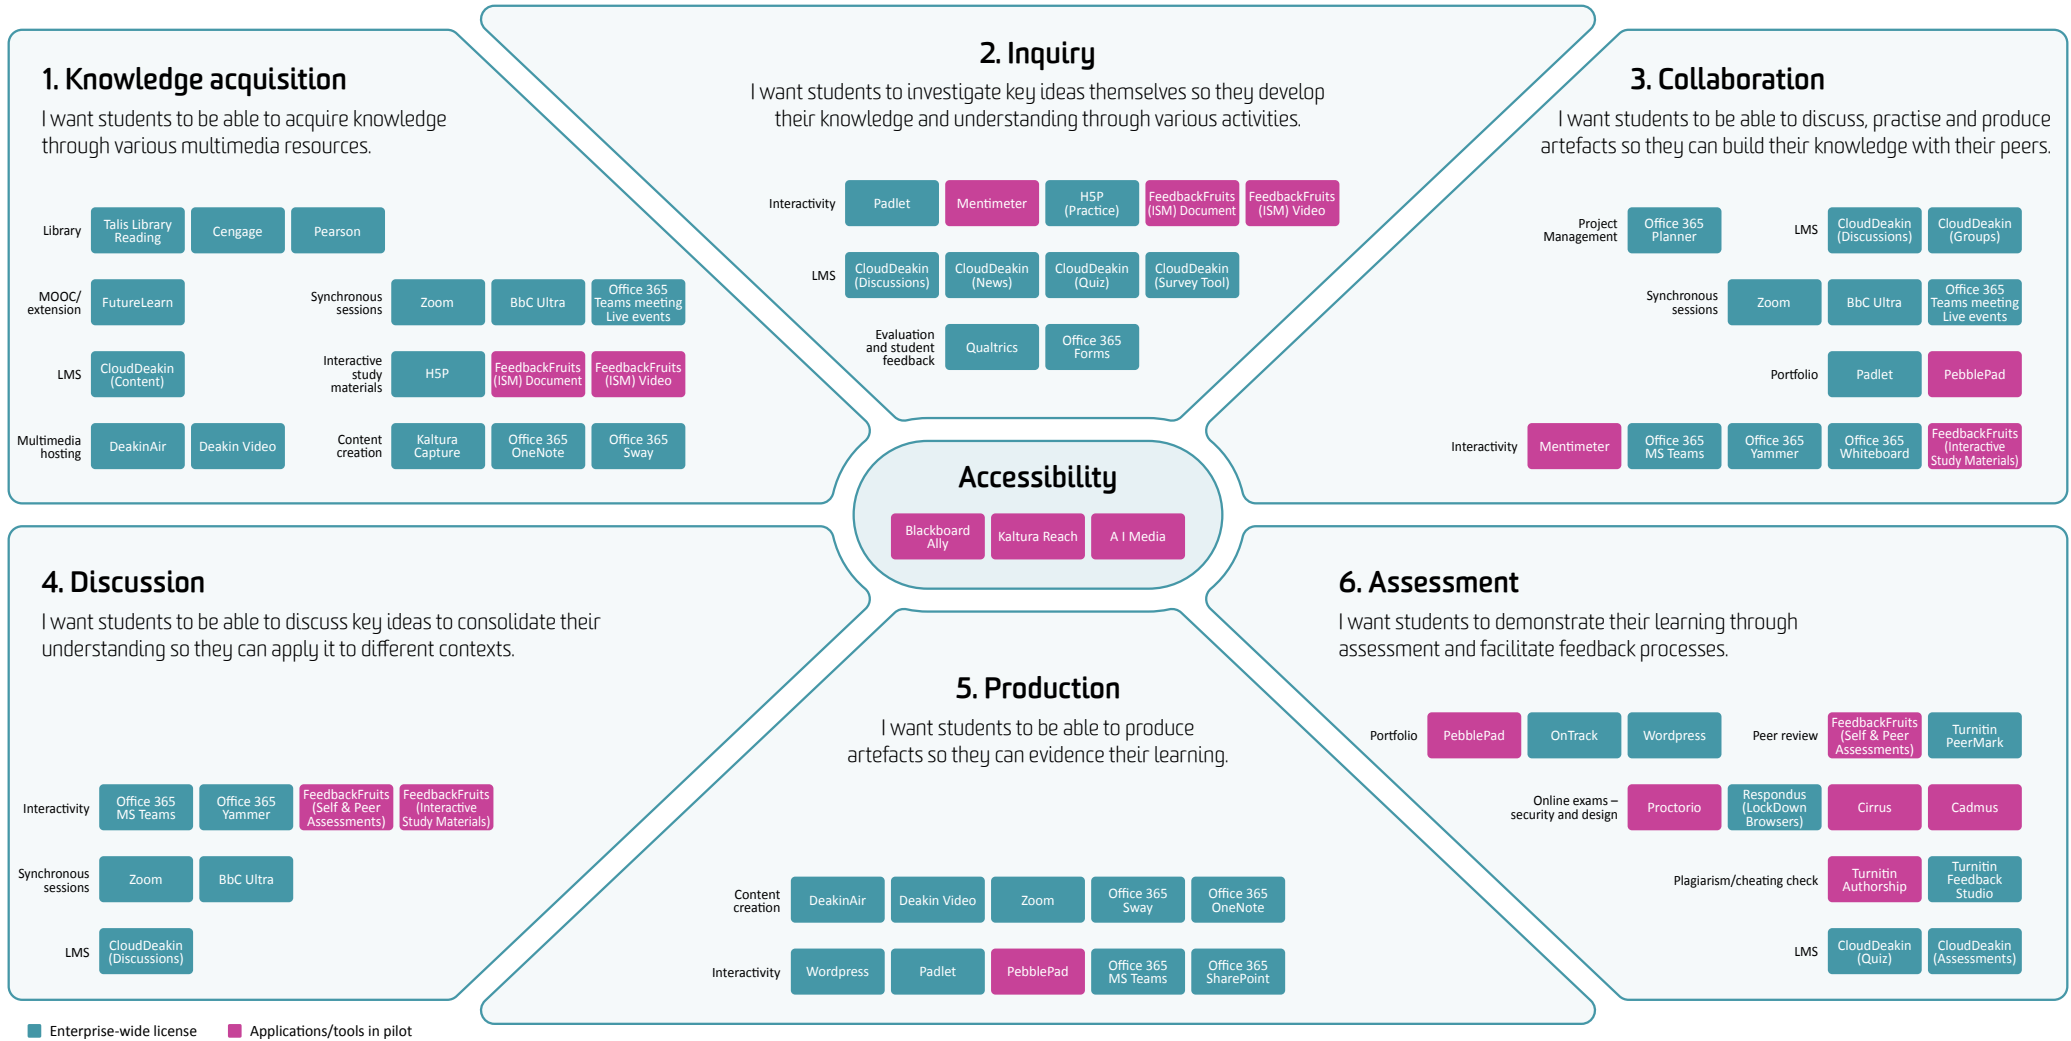 1. Knowledge acquisition
I want students to be able to acquire knowledge
through various multimedia resources.
Library
Talis Library
Reading
Cengage
Pearson
MOOC/
extension
FutureLearn
Synchronous
sessions
Zoom
BbC Ultra
Office 365
Teams meeting
Live events
LMS
CloudDeakin
(Content)
Interactive
study
materials
H5P
FeedbackFruits
(ISM) Document
FeedbackFruits
(ISM) Video
Multimedia
hosting
DeakinAir
Deakin Video
Content
creation
Kaltura
Capture
Office 365
OneNote
Office 365
Sway
2. Inquiry
I want students to investigate key ideas themselves so they develop
their knowledge and understanding through various activities.
Interactivity
Padlet
Mentimeter
H5P
(Practice)
FeedbackFruits
(ISM) Document
FeedbackFruits
(ISM) Video
LMS
CloudDeakin
(Discussions)
CloudDeakin
(News)
CloudDeakin
(Quiz)
CloudDeakin
(Survey Tool)
Evaluation
and student
feedback
Qualtrics
Office 365
Forms
3. Collaboration
I want students to be able to discuss, practise and produce
artefacts so they can build their knowledge with their peers.
Project
Management
Office 365
Planner
LMS
CloudDeakin
(Discussions)
CloudDeakin
(Groups)
Synchronous
sessions
Zoom
BbC Ultra
Office 365
Teams meeting
Live events
Portfolio
Padlet
PebblePad
Interactivity
Mentimeter
Office 365
MS Teams
Office 365
Yammer
Office 365
Whiteboard
FeedbackFruits
(Interactive
Study Materials)
Accessibility
Blackboard
Ally
Kaltura Reach
A I Media
4. Discussion
I want students to be able to discuss key ideas to consolidate their
understanding so they can apply it to different contexts.
Interactivity
Office 365
MS Teams
Office 365
Yammer
FeedbackFruits
(Self & Peer
Assessments)
FeedbackFruits
(Interactive
Study Materials)
Synchronous
sessions
Zoom
BbC Ultra
LMS
CloudDeakin
(Discussions)
5. Production
I want students to be able to produce
artefacts so they can evidence their learning.
Content
creation
DeakinAir
Deakin Video
Zoom
Office 365
Sway
Office 365
OneNote
Interactivity
Wordpress
Padlet
PebblePad
Office 365
MS Teams
Office 365
SharePoint
6. Assessment
I want students to demonstrate their learning through
assessment and facilitate feedback processes.
Portfolio
PebblePad
OnTrack
Wordpress
Peer review
FeedbackFruits
(Self & Peer
Assessments)
Turnitin
PeerMark
Online exams –
security and design
Proctorio
Respondus
(LockDown
Browsers)
Cirrus
Cadmus
Plagiarism/cheating check
Turnitin
Authorship
Turnitin
Feedback
Studio
LMS
CloudDeakin
(Quiz)
CloudDeakin
(Assessments)
Enterprise-wide license
Applications/tools in pilot